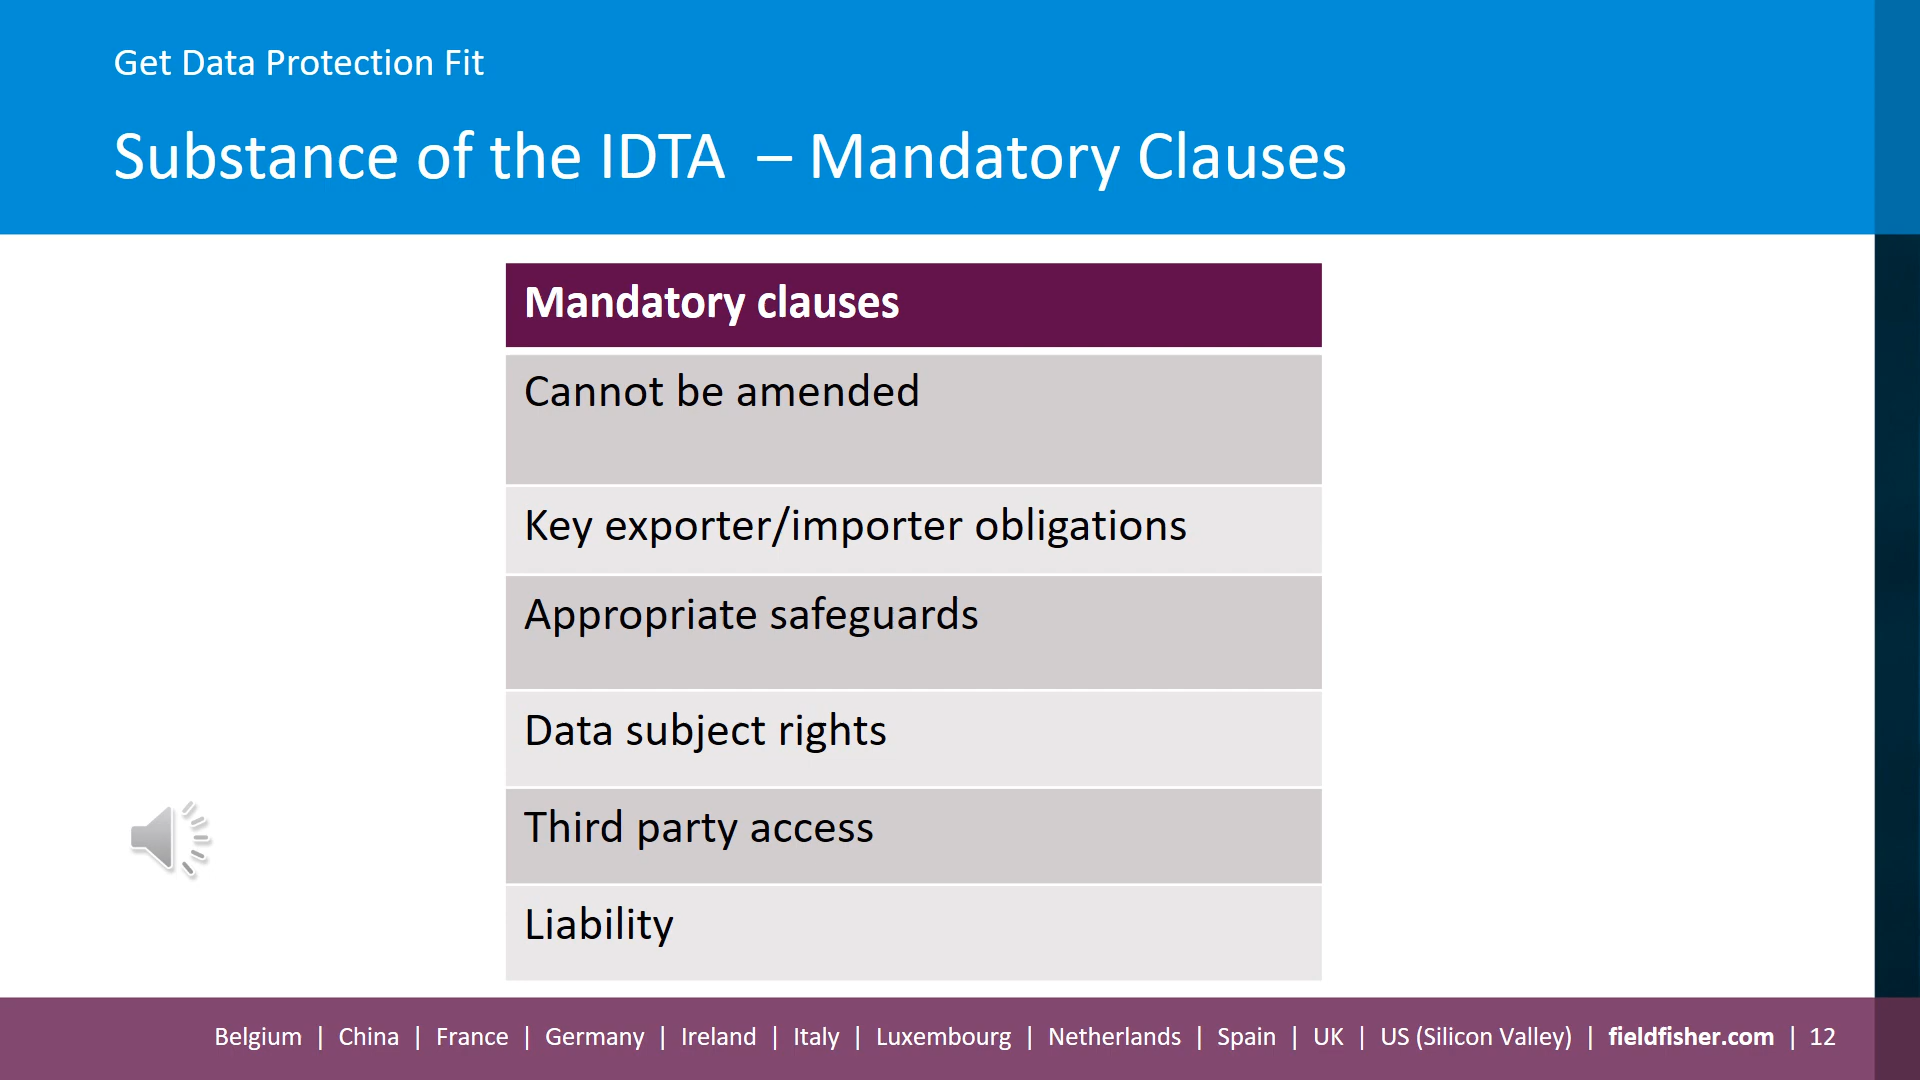 Get Data Protection Fit
Substance of the IDTA – Mandatory Clauses
Mandatory clauses
Cannot be amended
Key exporter/importer obligations
Appropriate safeguards
Data subject rights
Third party access
Liability
Belgium | China | France | Germany | Ireland | Italy | Luxembourg | Netherlands | Spain | UK | US (Silicon Valley) | fieldfisher.com | 12